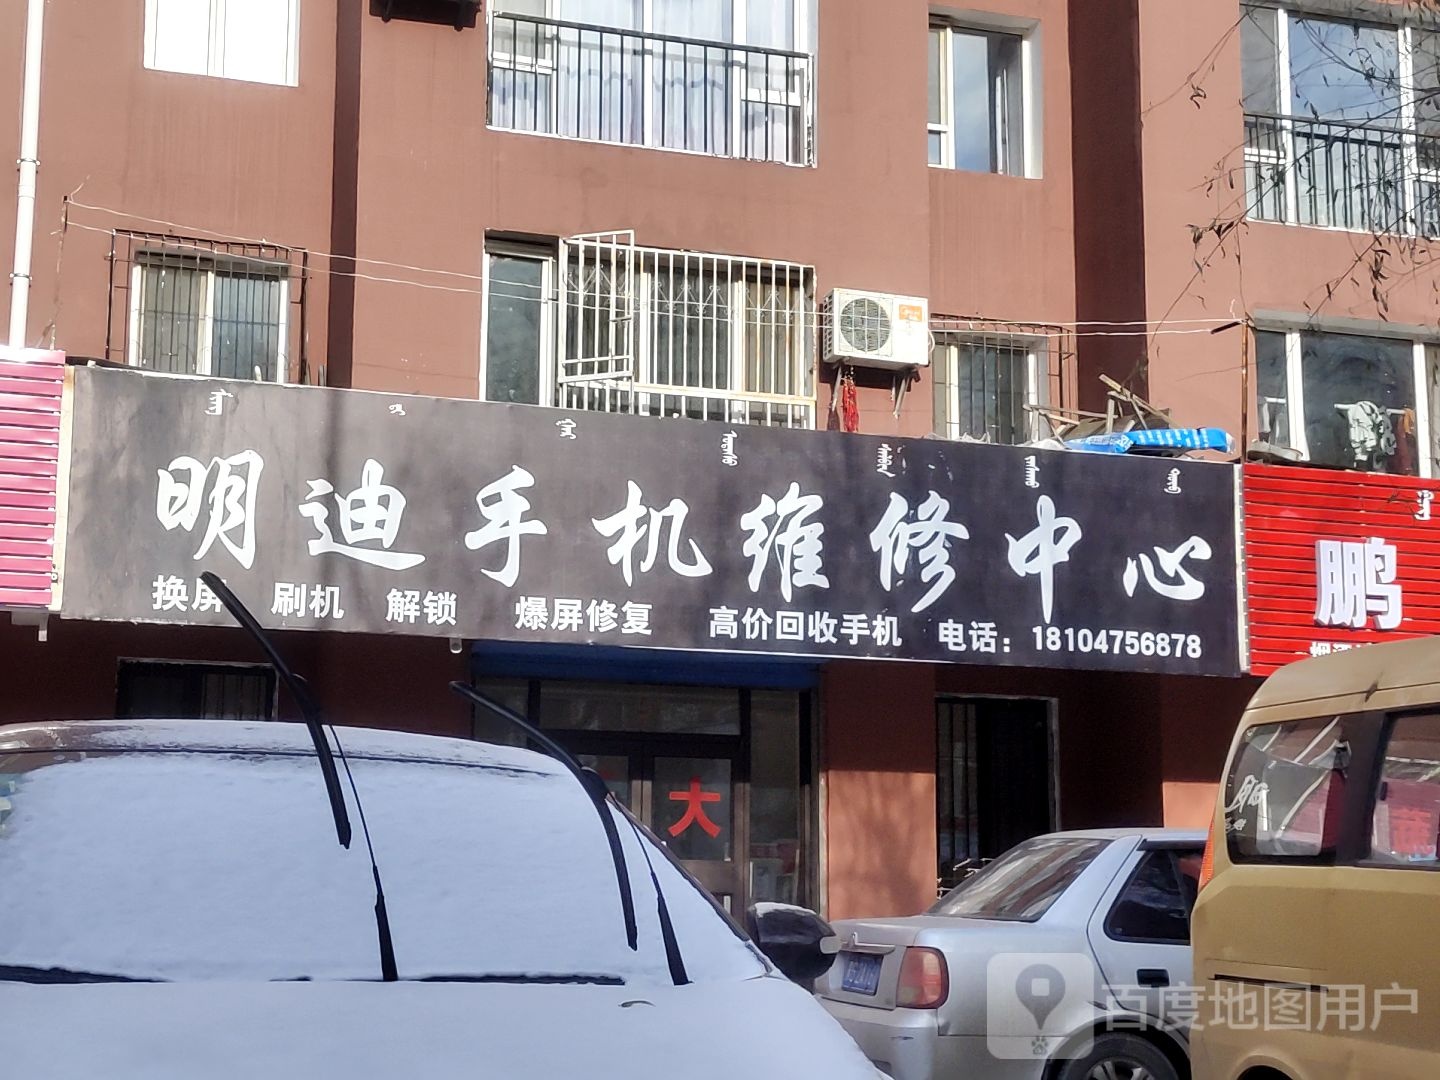 明迪手机维修中心
换屏 刷机 解锁 爆屏修复 高价回收手机 电话：18104756878
鹏
大
百度地图用户